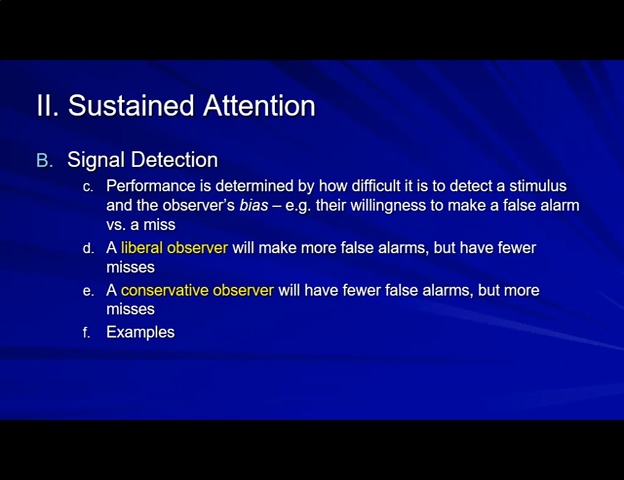 II. Sustained Attention
B. Signal Detection
c. Performance is determined by how difficult it is to detect a stimulus
and the observer's bias – e.g. their willingness to make a false alarm
vs. a miss
d. A liberal observer will make more false alarms, but have fewer
misses
e. A conservative observer will have fewer false alarms, but more
misses
f. Examples